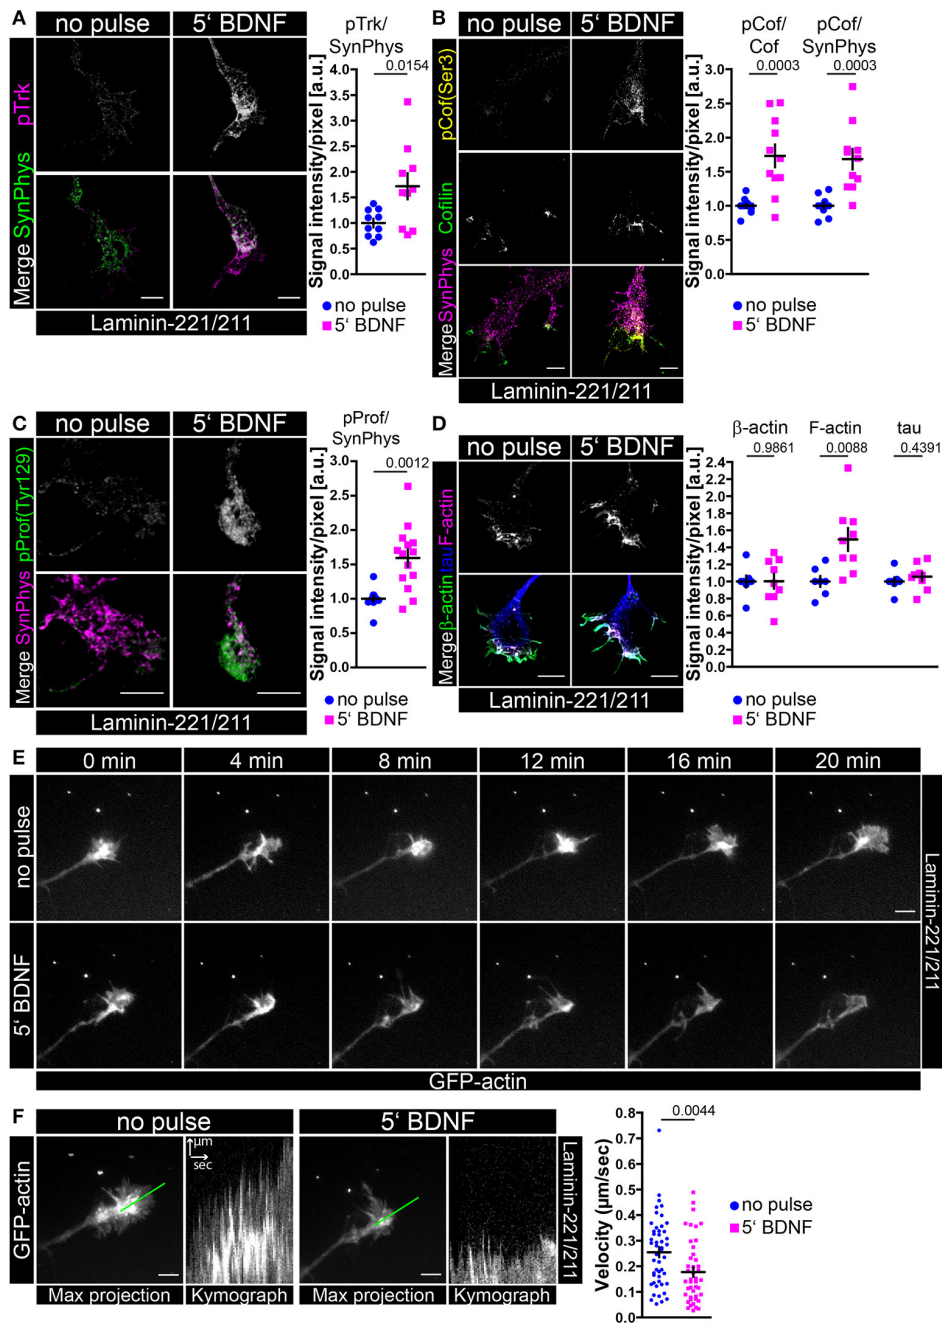 A
no pulse
5‘ BDNF
pTrk/
SynPhys
0.0154
Signal intensity/pixel [a.u.]
4.0
3.5
3.0
2.5
2.0
1.5
1.0
0.5
0.0
pTrk
Merge SynPhys
Laminin-221/211
no pulse
5‘ BDNF
B
no pulse
5‘ BDNF
pCof/
Cof
pCof/
SynPhys
0.0003
0.0003
Signal intensity/pixel [a.u.]
3.0
2.5
2.0
1.5
1.0
0.5
0.0
pCof(Ser3)
Cofilin
MergeSynPhys
Laminin-221/211
no pulse
5‘ BDNF
C
no pulse
5‘ BDNF
pProf/
SynPhys
0.0012
Signal intensity/pixel [a.u.]
3.0
2.5
2.0
1.5
1.0
0.5
0.0
pProf(Tyr129)
Merge SynPhys
Laminin-221/211
no pulse
5‘ BDNF
D
no pulse
5‘ BDNF
β-actin
F-actin
tau
0.9861
0.0088
0.4391
Signal intensity/pixel [a.u.]
2.4
2.2
2.0
1.8
1.6
1.4
1.2
1.0
0.8
0.6
0.4
0.2
0.0
Mergeβ-actintauF-actin
Laminin-221/211
no pulse
5‘ BDNF
E
0 min
4 min
8 min
12 min
16 min
20 min
no pulse
5‘ BDNF
Laminin-221/211
GFP-actin
F
no pulse
5‘ BDNF
GFP-actin
µm
sec
Laminin-221/211
Max projection
Kymograph
Max projection
Kymograph
0.0044
Velocity (µm/sec)
0.8
0.7
0.6
0.5
0.4
0.3
0.2
0.1
0.0
no pulse
5‘ BDNF